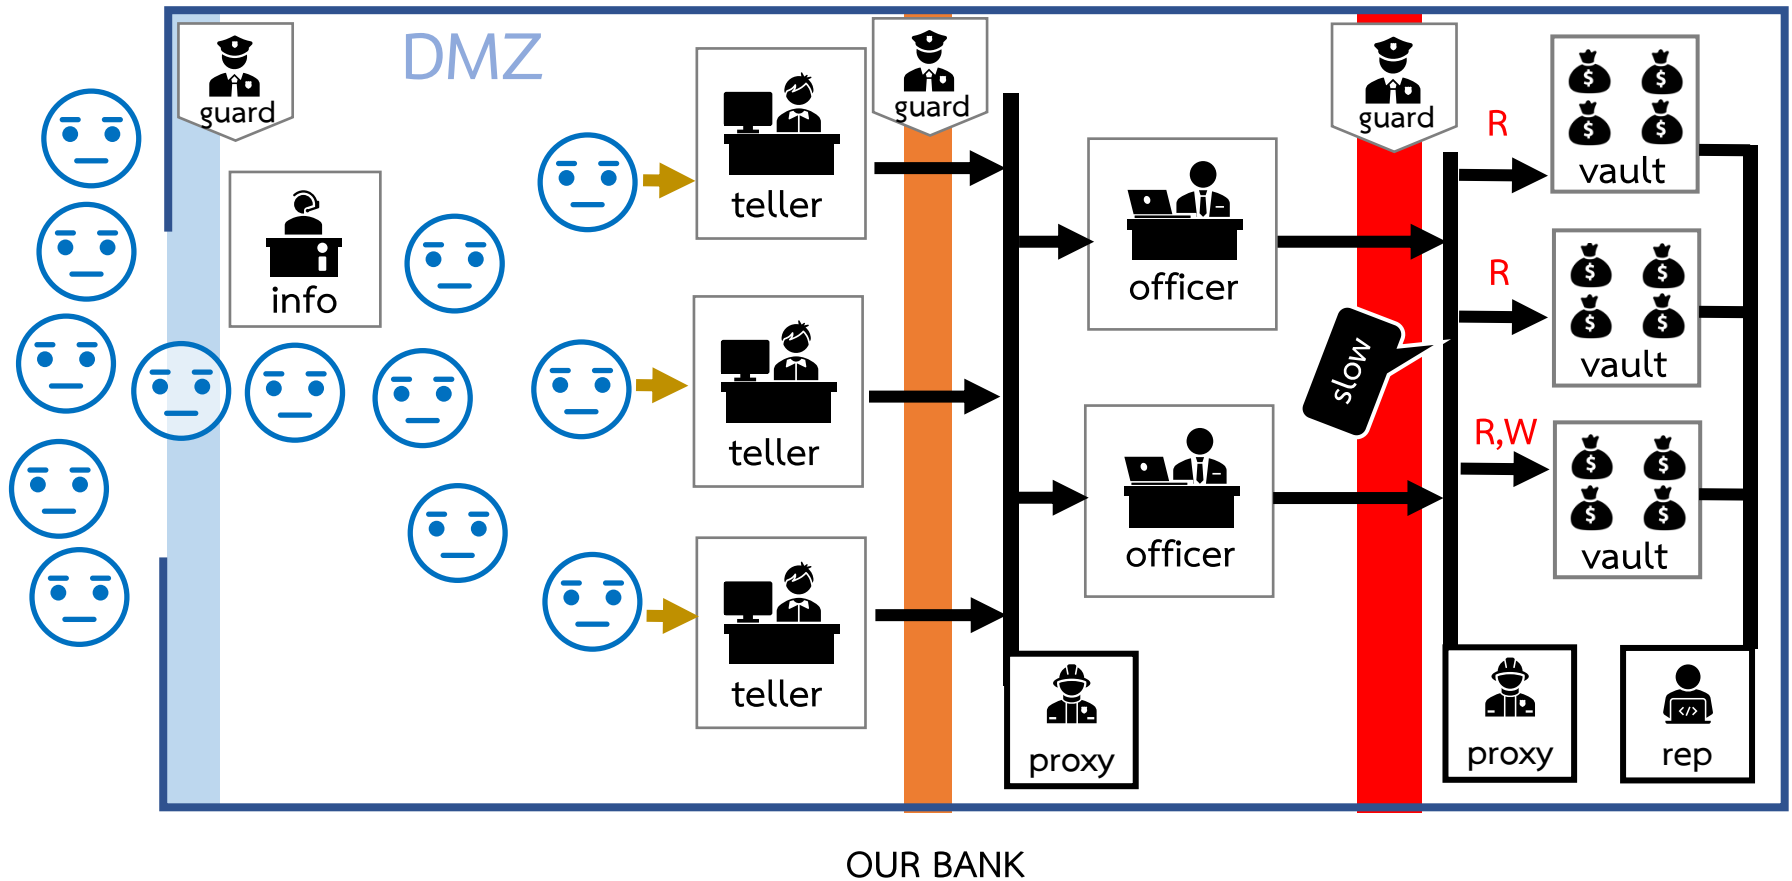 DMZ
guard
guard
guard
info
teller
teller
teller
officer
officer
slow
R
R
R,W
$ $
$ $
vault
$ $
$ $
vault
$ $
$ $
vault
proxy
proxy
</>
rep
OUR BANK